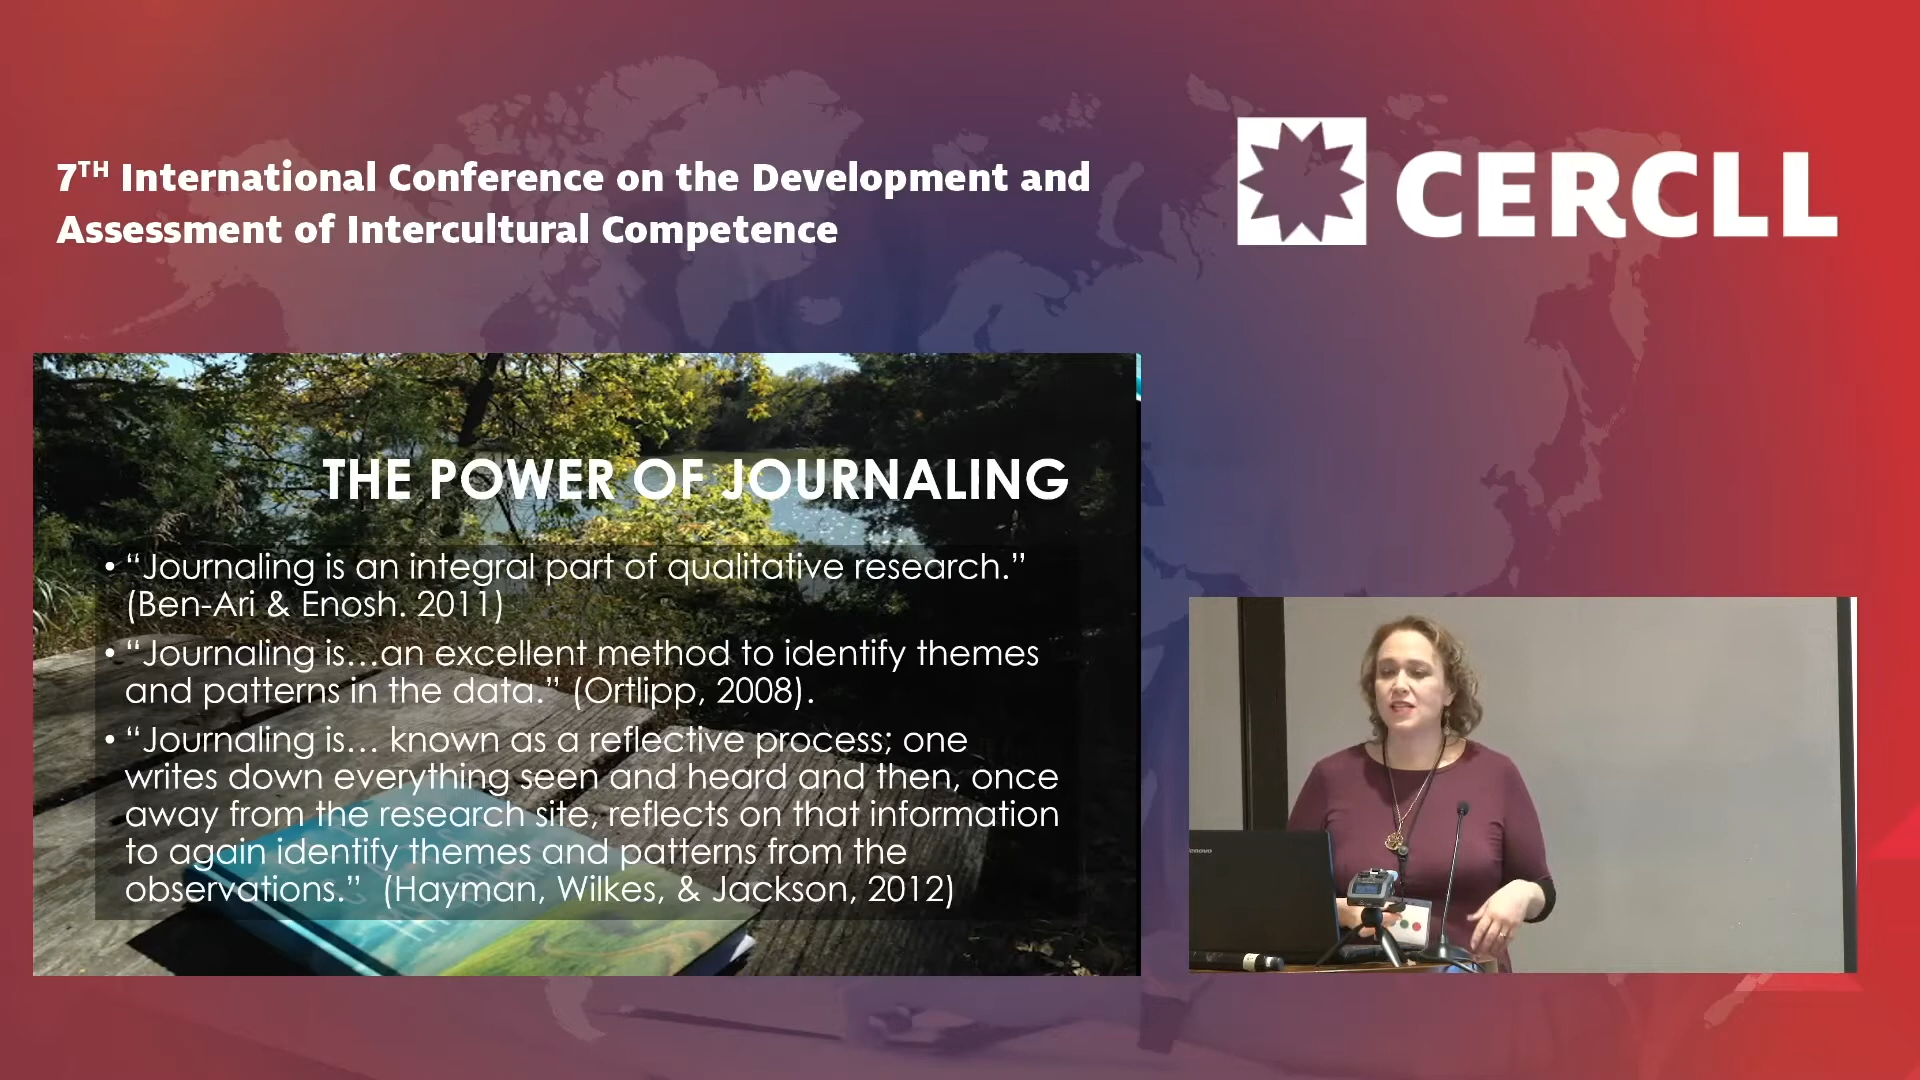 7TH International Conference on the Development and
Assessment of Intercultural Competence
CERCLL
THE POWER OF JOURNALING
• “Journaling is an integral part of qualitative research.”
(Ben-Ari & Enosh. 2011)
• “Journaling is…an excellent method to identify themes
and patterns in the data.” (Ortlipp, 2008).
• “Journaling is… known as a reflective process; one
writes down everything seen and heard and then, once
away from the research site, reflects on that information
to again identify themes and patterns from the
observations.” (Hayman, Wilkes, & Jackson, 2012)